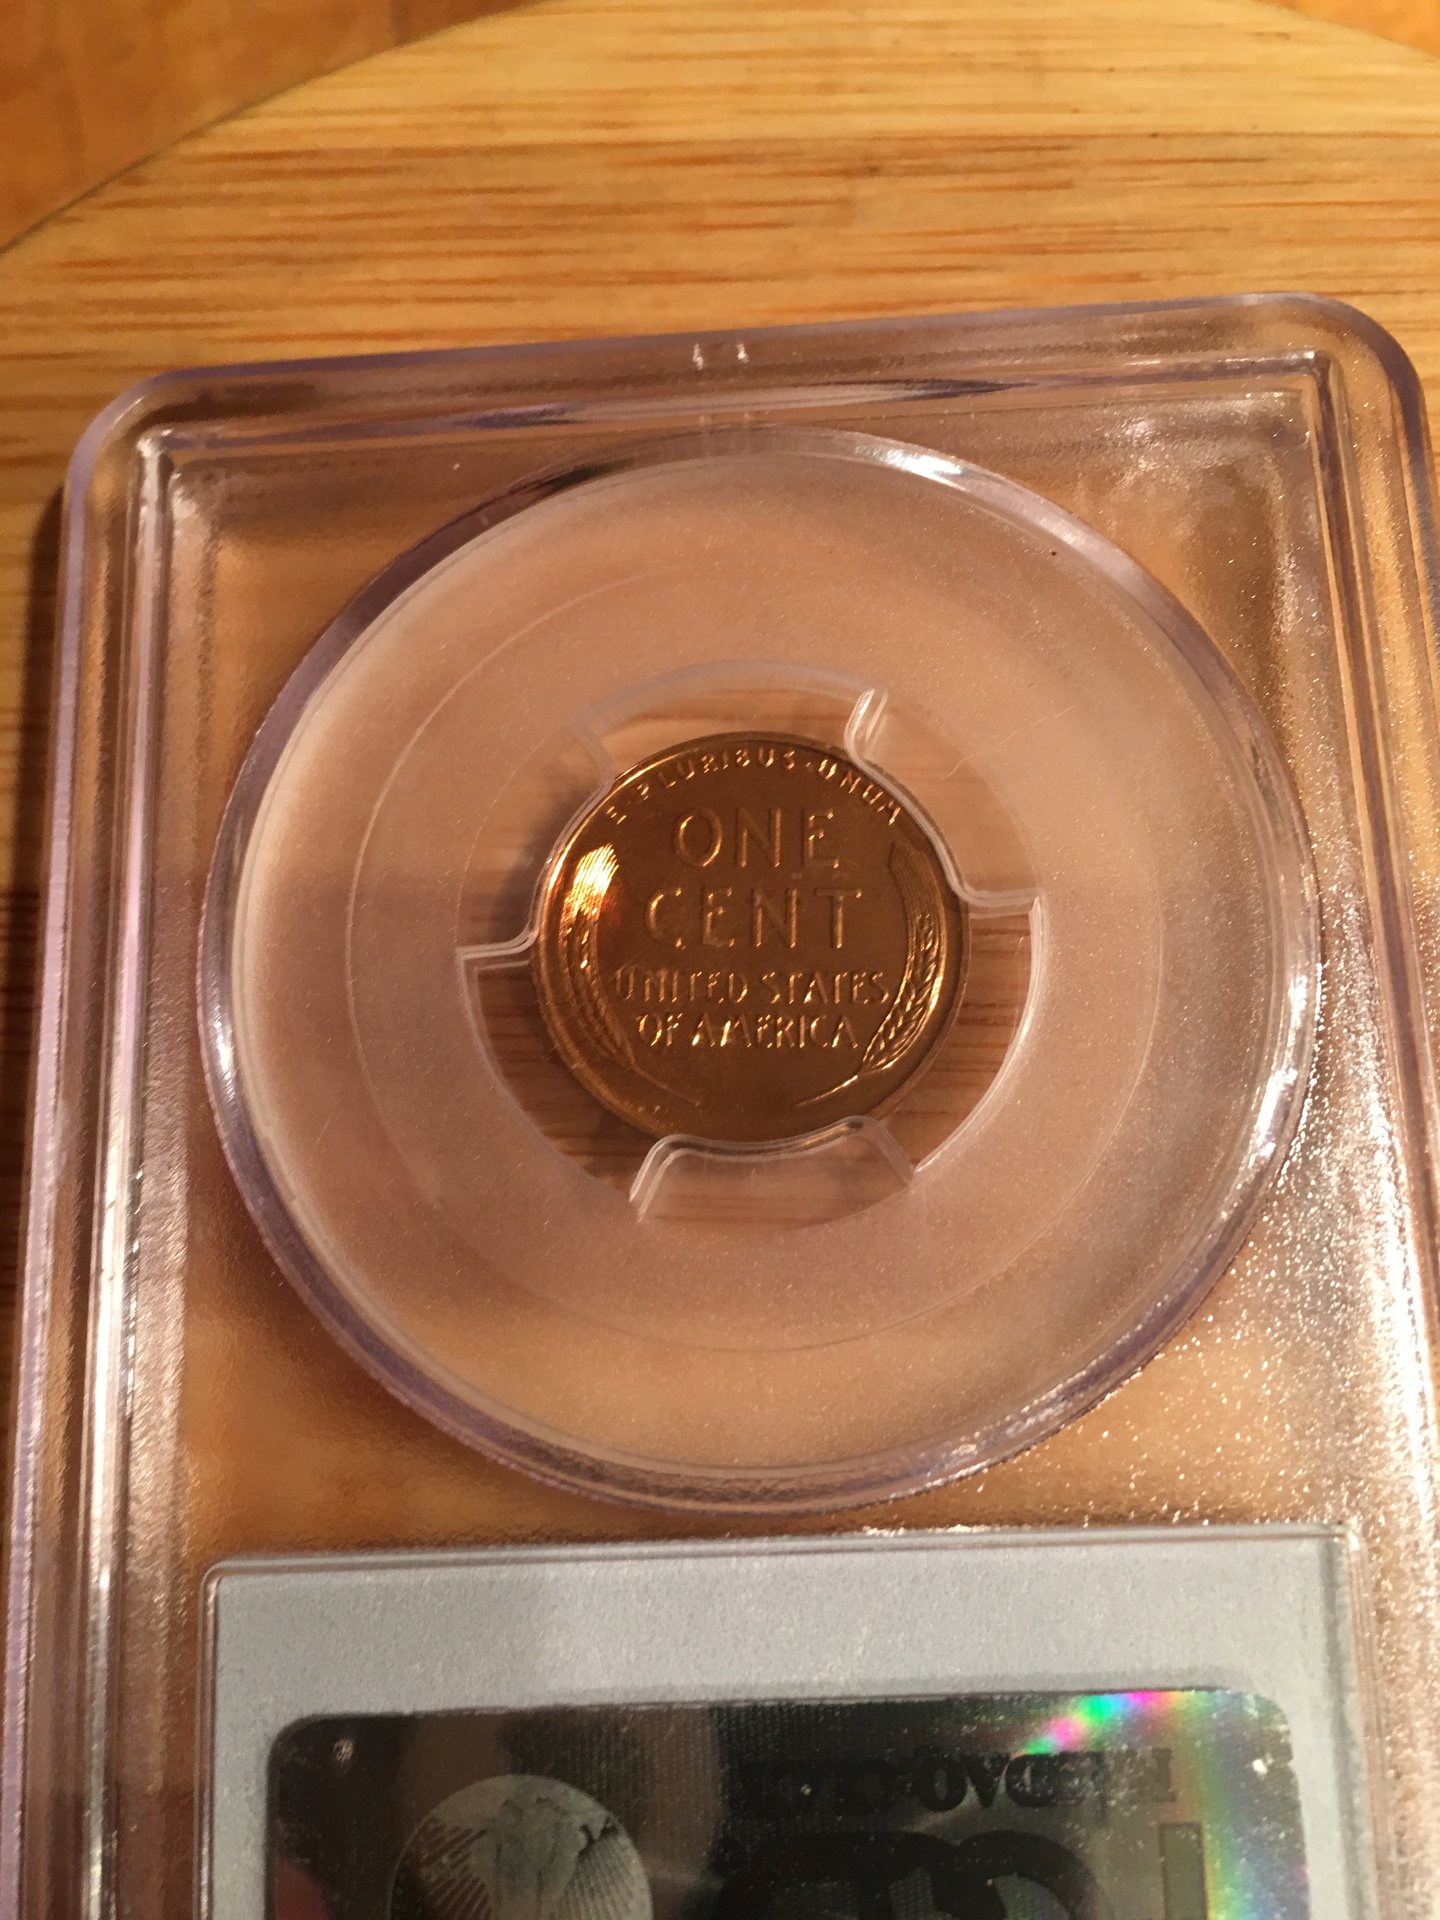 E·PLURIBUS·UNUM
ONE
CENT
UNITED STATES
OF AMERICA